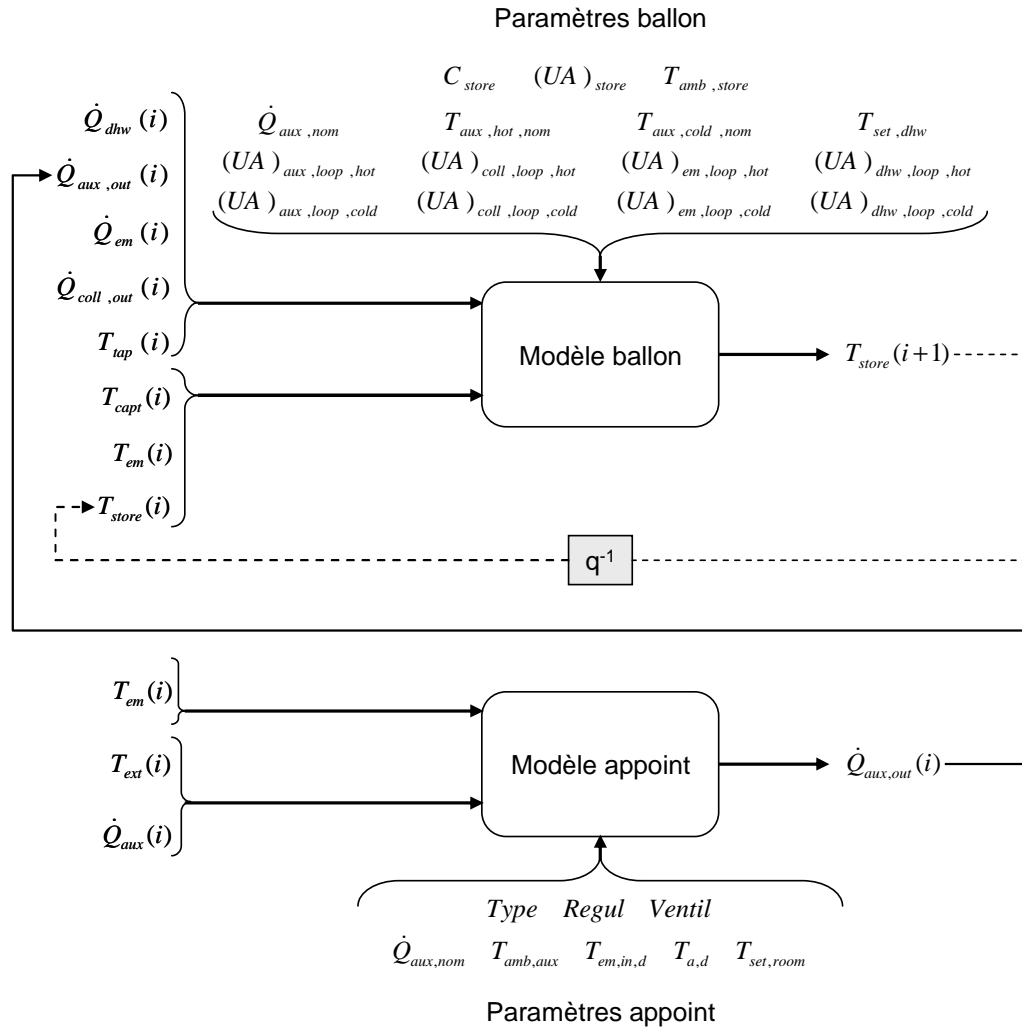 Paramètres ballon
C_store (UA)_store T_amb,store
Q̇_aux,nom T_aux,hot,nom T_aux,cold,nom T_set,dhw
(UA)_aux,loop,hot (UA)_coll,loop,hot (UA)_em,loop,hot (UA)_dhw,loop,hot
(UA)_aux,loop,cold (UA)_coll,loop,cold (UA)_em,loop,cold (UA)_dhw,loop,cold
Q̇_dhw(i)
Q̇_aux,out(i)
Q̇_em(i)
Q̇_coll,out(i)
T_tap(i)
T_capt(i)
T_em(i)
T_store(i)
Modèle ballon
T_store(i+1)
q⁻¹
T_em(i)
T_ext(i)
Q̇_aux(i)
Modèle appoint
Q̇_aux,out(i)
Type Regul Ventil
Q̇_aux,nom T_amb,aux T_em,in,d T_a,d T_set,room
Paramètres appoint